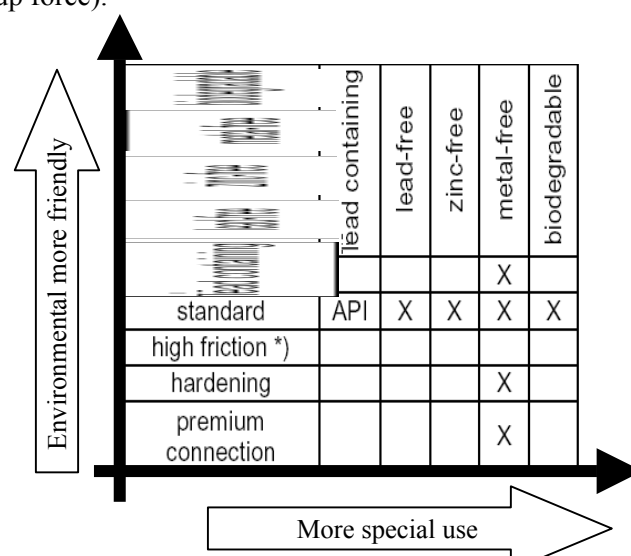 up force).
Environmental more friendly
lead containing
lead-free
zinc-free
metal-free
biodegradable
X
standard API X X X X
high friction *)
hardening X
premium
connection X
More special use